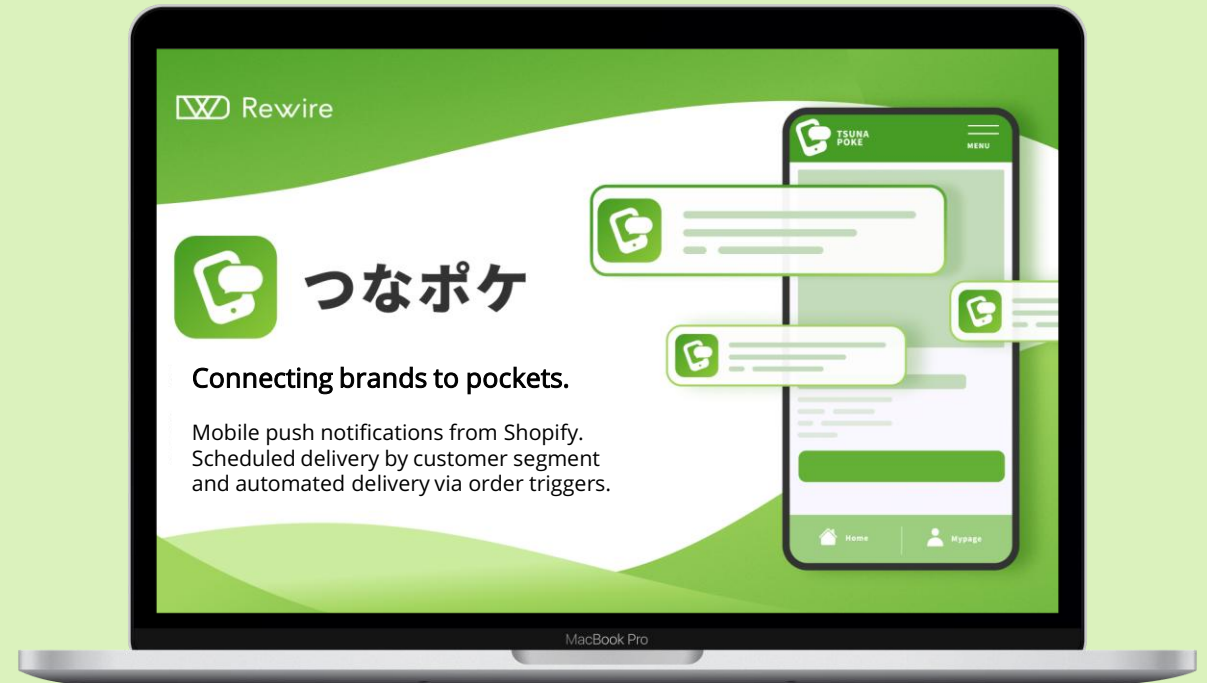 Rewire
つなポケ
Connecting brands to pockets.
Mobile push notifications from Shopify.
Scheduled delivery by customer segment
and automated delivery via order triggers.
TSUNA
POKE
MENU
Home
Mypage
MacBook Pro